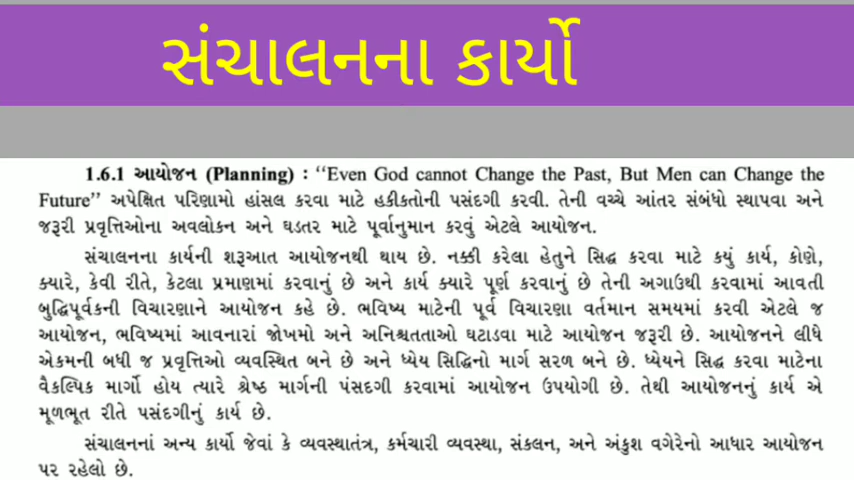 સંચાલનના કાર્યો
1.6.1 આયોજન (Planning) : ‘‘Even God cannot Change the Past, But Men can Change the
Future’’ અપેક્ષિત પરિણામો હાંસલ કરવા માટે હકીકતોની પસંદગી કરવી. તેની વચ્ચે આંતર સંબંધો સ્થાપવા અને
જરૂરી પ્રવૃત્તિઓના અવલોકન અને ઘડતર માટે પૂર્વાનુમાન કરવું એટલે આયોજન.
સંચાલનના કાર્યની શરૂઆત આયોજનથી થાય છે. નક્કી કરેલા હેતુને સિદ્ધ કરવા માટે કયું કાર્ય, કોણે,
ક્યારે, કેવી રીતે, કેટલા પ્રમાણમાં કરવાનું છે અને કાર્ય ક્યારે પૂર્ણ કરવાનું છે તેની અગાઉથી કરવામાં આવતી
બુદ્ધિપૂર્વકની વિચારણાને આયોજન કહે છે. ભવિષ્ય માટેની પૂર્વ વિચારણા વર્તમાન સમયમાં કરવી એટલે જ
આયોજન, ભવિષ્યમાં આવનારાં જોખમો અને અનિશ્ચતતાઓ ઘટાડવા માટે આયોજન જરૂરી છે. આયોજનને લીધે
એકમની બધી જ પ્રવૃત્તિઓ વ્યવસ્થિત બને છે અને ધ્યેય સિદ્ધિનો માર્ગ સરળ બને છે. ધ્યેયને સિદ્ધ કરવા માટેના
વૈકલ્પિક માર્ગો હોય ત્યારે શ્રેષ્ઠ માર્ગની પંસદગી કરવામાં આયોજન ઉપયોગી છે. તેથી આયોજનનું કાર્ય એ
મૂળભૂત રીતે પસંદગીનું કાર્ય છે.
સંચાલનનાં અન્ય કાર્યો જેવાં કે વ્યવસ્થાતંત્ર, કર્મચારી વ્યવસ્થા, સંકલન, અને અંકુશ વગેરેનો આધાર આયોજન
પર રહેલો છે.